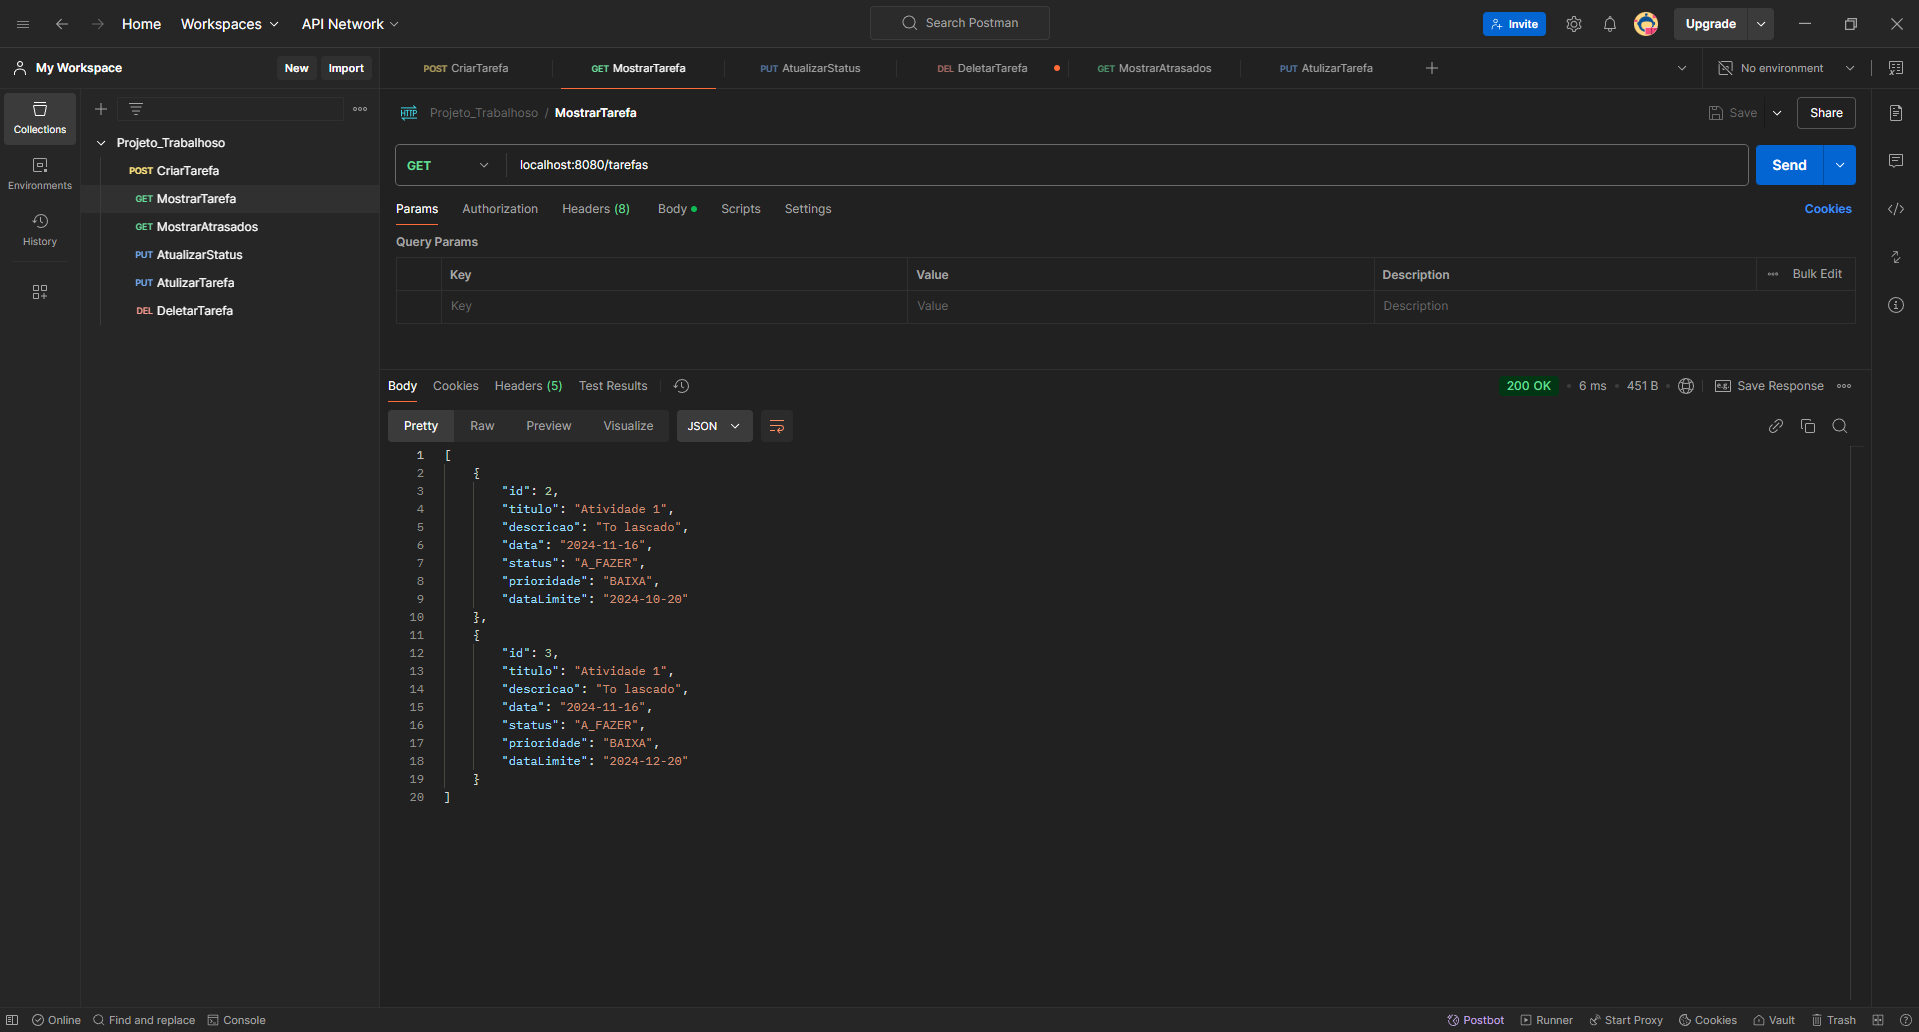 Home Workspaces API Network Search Postman Invite Upgrade
My Workspace New Import POST CriarTarefa GET MostrarTarefa PUT AtualizarStatus DEL DeletarTarefa GET MostrarAtrasados PUT AtulizarTarefa No environment
Collections
Environments
History
Projeto_Trabalhoso
POST CriarTarefa
GET MostrarTarefa
GET MostrarAtrasados
PUT AtualizarStatus
PUT AtulizarTarefa
DEL DeletarTarefa
HTTP Projeto_Trabalhoso / MostrarTarefa Save Share
GET localhost:8080/tarefas Send
Params Authorization Headers (8) Body Scripts Settings Cookies
Query Params
Key Value Description Bulk Edit
Key Value Description
Body Cookies Headers (5) Test Results 200 OK 6 ms 451 B e.g. Save Response
Pretty Raw Preview Visualize JSON
1 [
2 {
3 "id": 2,
4 "titulo": "Atividade 1",
5 "descricao": "To lascado",
6 "data": "2024-11-16",
7 "status": "A_FAZER",
8 "prioridade": "BAIXA",
9 "dataLimite": "2024-10-20"
10 },
11 {
12 "id": 3,
13 "titulo": "Atividade 1",
14 "descricao": "To lascado",
15 "data": "2024-11-16",
16 "status": "A_FAZER",
17 "prioridade": "BAIXA",
18 "dataLimite": "2024-12-20"
19 }
20 ]
Online Find and replace Console Postbot Runner Start Proxy Cookies Vault Trash